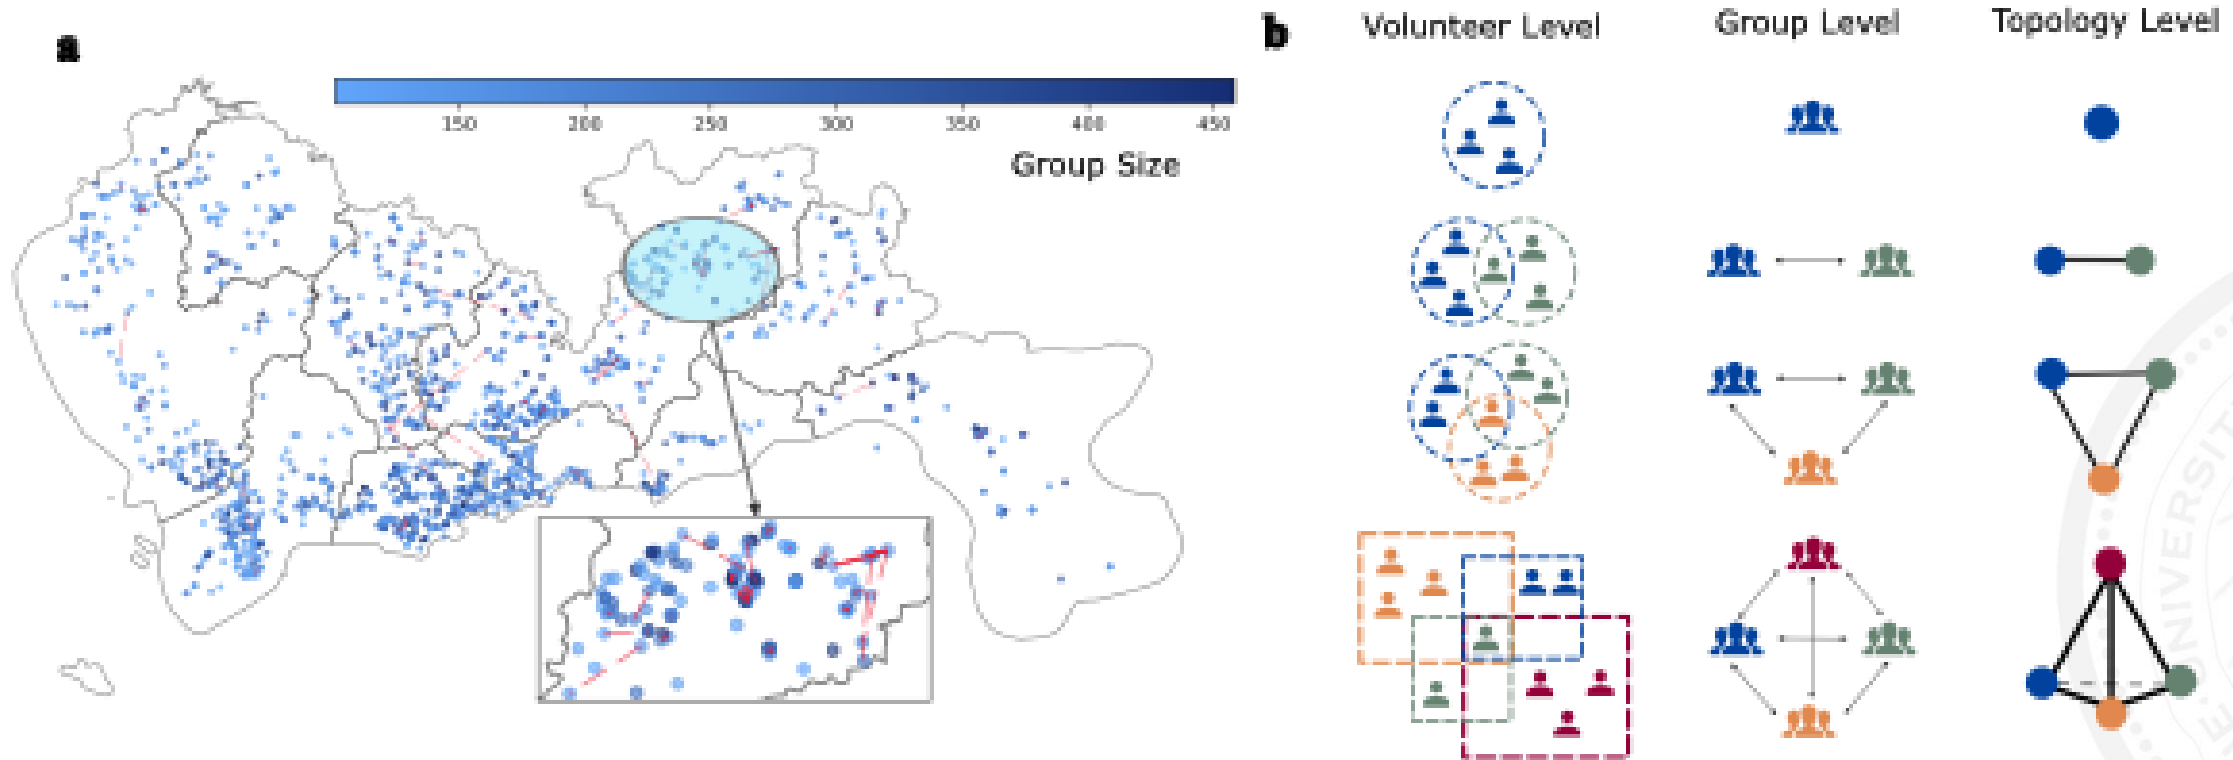 a
150 200 250 300 350 400 450
Group Size
b
Volunteer Level Group Level Topology Level